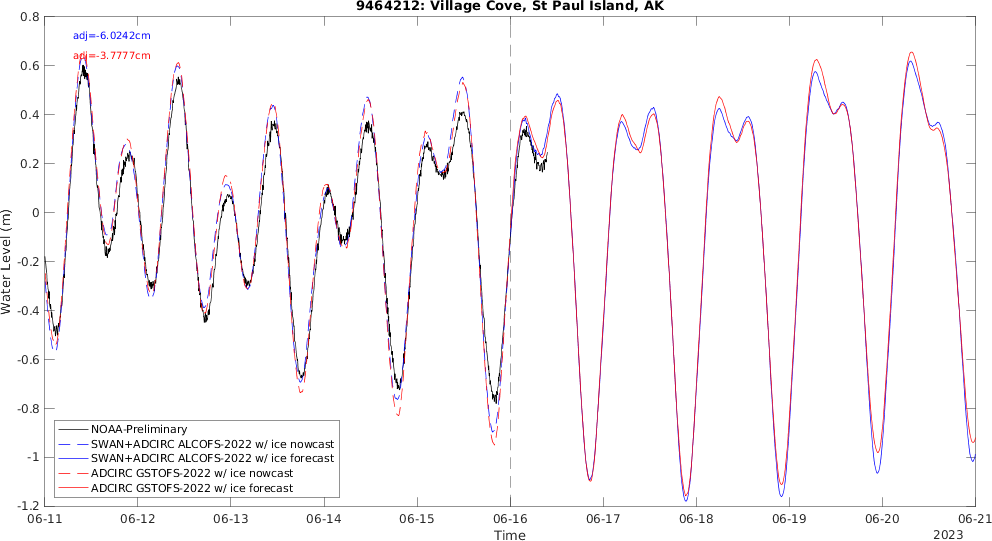 9464212: Village Cove, St Paul Island, AK
adj=-6.0242cm
adj=-3.7777cm
Water Level (m)
0.8
0.6
0.4
0.2
0
-0.2
-0.4
-0.6
-0.8
-1
-1.2
NOAA-Preliminary
SWAN+ADCIRC ALCOFS-2022 w/ ice nowcast
SWAN+ADCIRC ALCOFS-2022 w/ ice forecast
ADCIRC GSTOFS-2022 w/ ice nowcast
ADCIRC GSTOFS-2022 w/ ice forecast
06-11 06-12 06-13 06-14 06-15 06-16 06-17 06-18 06-19 06-20 06-21
Time
2023